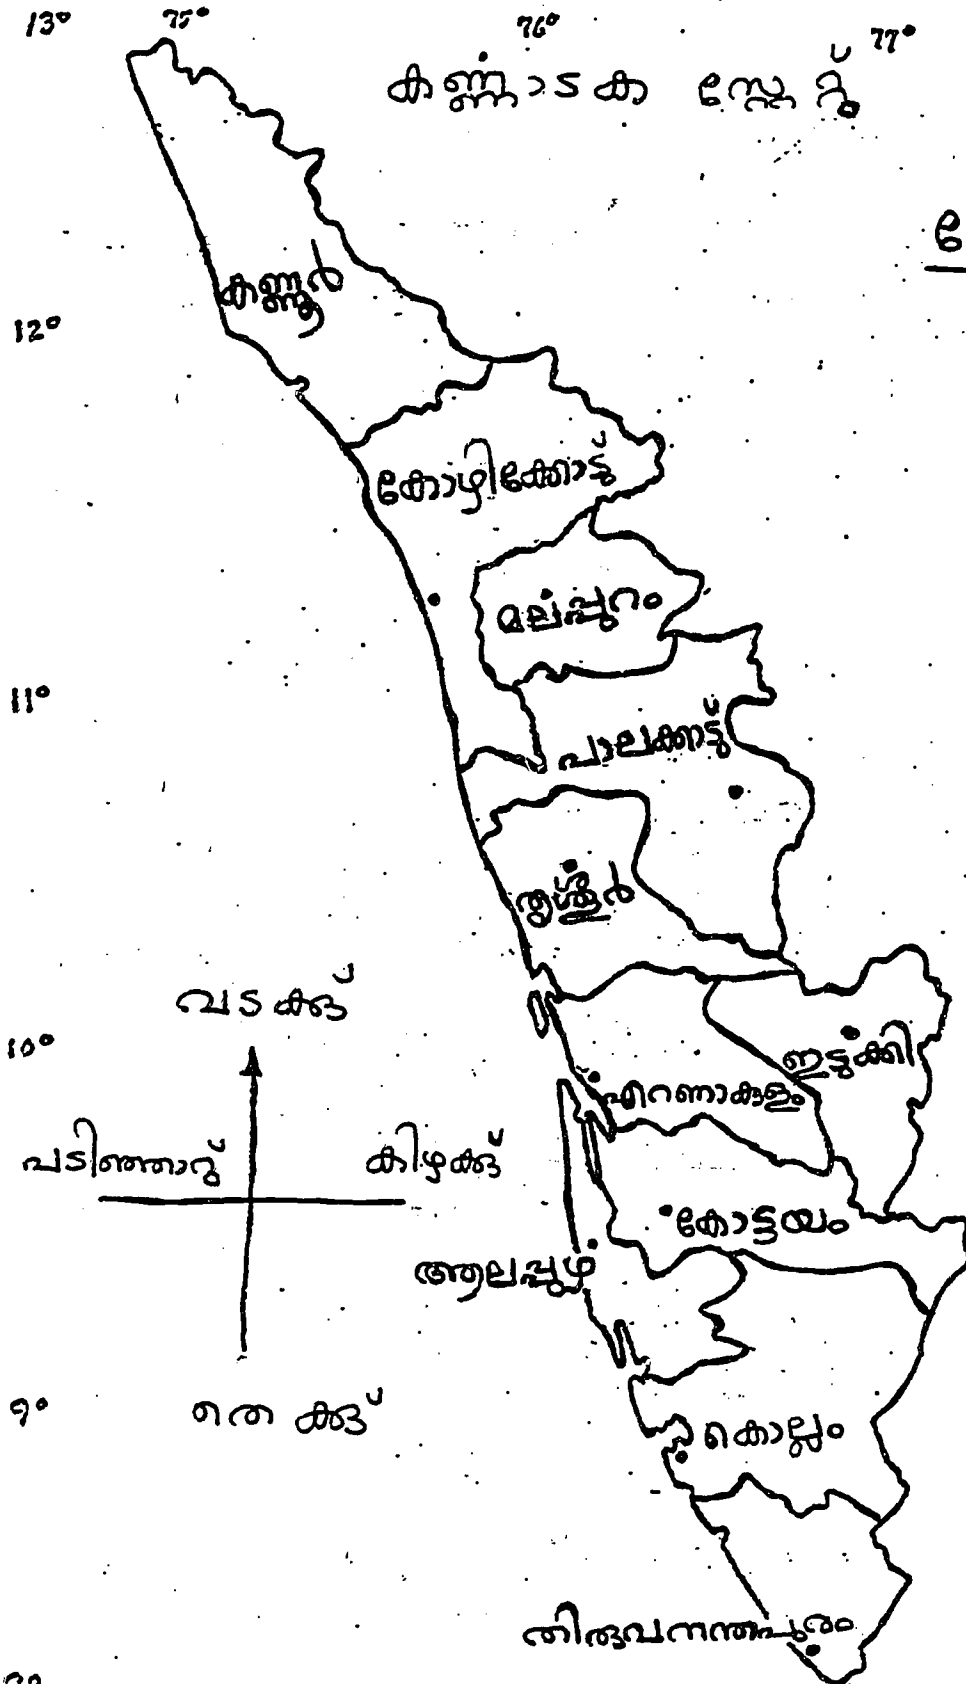 13° 75° 76° 77°
കർണ്ണാടക സ്റ്റേറ്റ്
കണ്ണൂർ
12°
കോഴിക്കോട്ട്
മലപ്പുറം
11°
പാലക്കാട്ട്
തൃശ്ശൂർ
വടക്കു്
10°
ഇടുക്കി
എറണാകുളം
പടിഞ്ഞാറു് കിഴക്കു്
കോട്ടയം
ആലപ്പുഴ
9°
തെക്കു്
കൊല്ലം
തിരുവനന്തപുരം